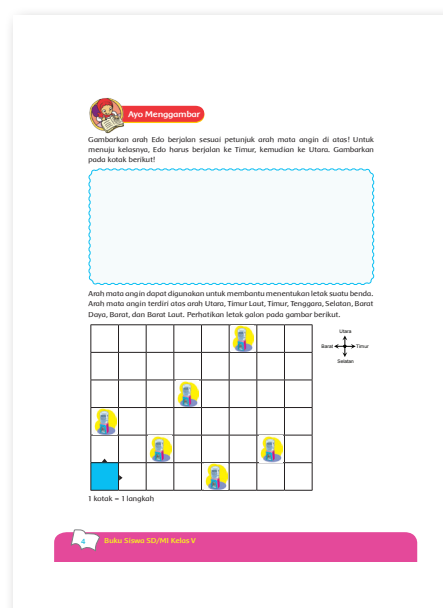 Ayo Menggambar
Gambarkan arah Edo berjalan sesuai petunjuk arah mata angin di atas! Untuk
menuju kelasnya, Edo harus berjalan ke Timur, kemudian ke Utara. Gambarkan
pada kotak berikut!
Arah mata angin dapat digunakan untuk membantu menentukan letak suatu benda.
Arah mata angin terdiri atas arah Utara, Timur Laut, Timur, Tenggara, Selatan, Barat
Daya, Barat, dan Barat Laut. Perhatikan letak galon pada gambar berikut.
Utara
Barat Timur
Selatan
1 kotak = 1 langkah
4 Buku Siswa SD/MI Kelas V